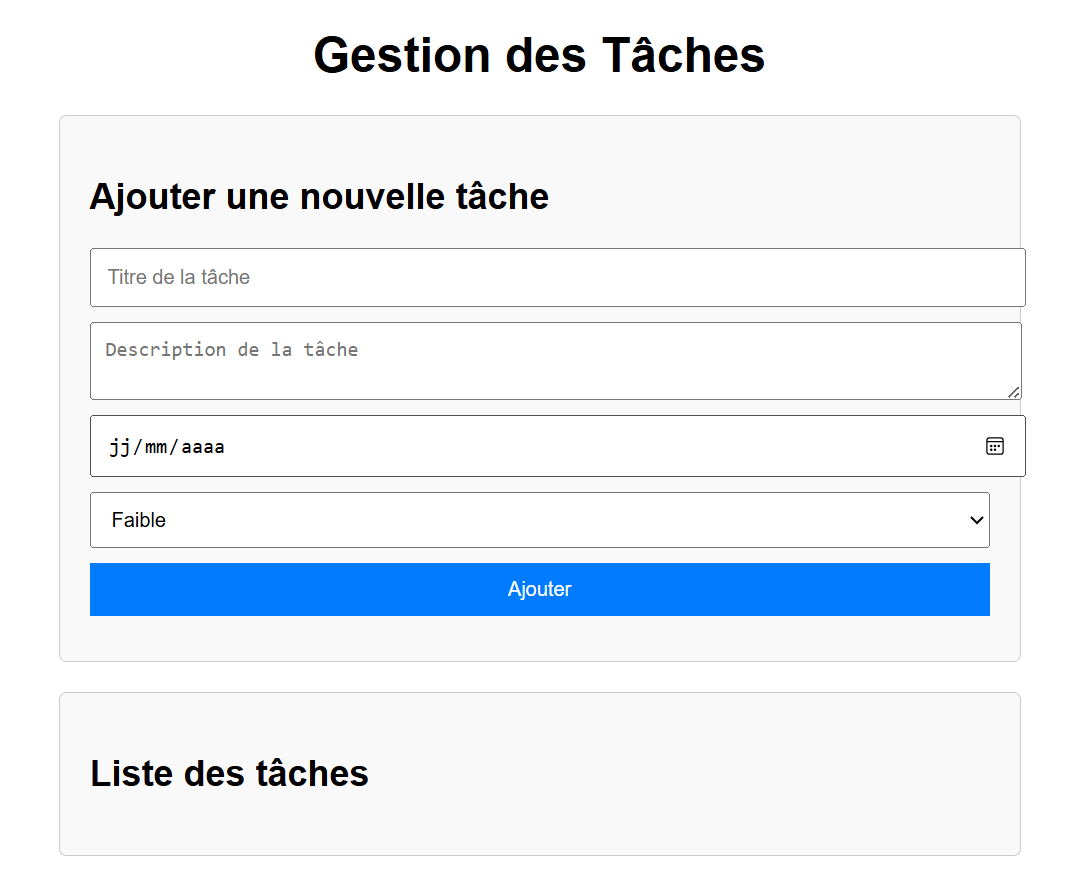 Gestion des Tâches
Ajouter une nouvelle tâche
Titre de la tâche
Description de la tâche
jj/mm/aaaa
Faible
Ajouter
Liste des tâches